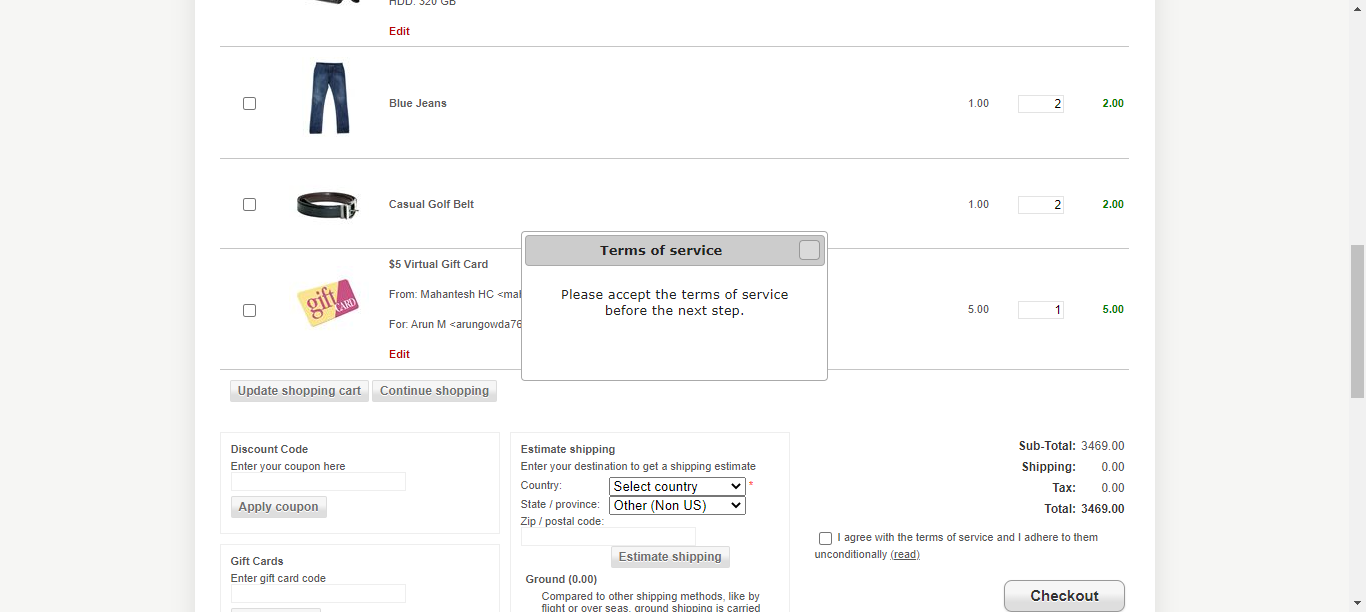 HDD: 320 GB
Edit
Blue Jeans 1.00 2 2.00
Casual Golf Belt 1.00 2 2.00
Terms of service
$5 Virtual Gift Card
Please accept the terms of service
before the next step.
From: Mahantesh HC <mal
gift CARD
5.00 1 5.00
For: Arun M <arungowda76
Edit
Update shopping cart Continue shopping
Discount Code
Enter your coupon here
Apply coupon
Gift Cards
Enter gift card code
Estimate shipping
Enter your destination to get a shipping estimate
Country: Select country *
State / province: Other (Non US)
Zip / postal code:
Estimate shipping
Ground (0.00)
Compared to other shipping methods, like by
flight or over seas, ground shipping is carried
Sub-Total: 3469.00
Shipping: 0.00
Tax: 0.00
Total: 3469.00
I agree with the terms of service and I adhere to them
unconditionally (read)
Checkout